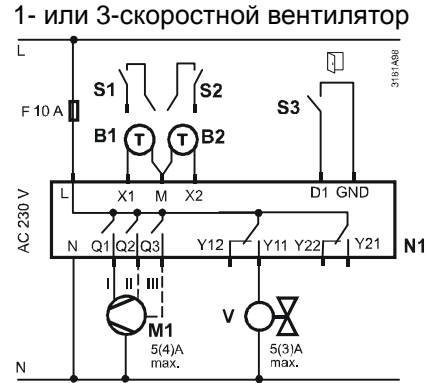 1- или 3-скоростной вентилятор
L
3181A98
S1 S2
S3
F 10 A
B1 T T B2
L X1 M X2 D1 GND
AC 230 V
N Q1 Q2 Q3 Y12 Y11 Y22 Y21 N1
I II III
M1 V
5(4)A 5(3)A
max. max.
N